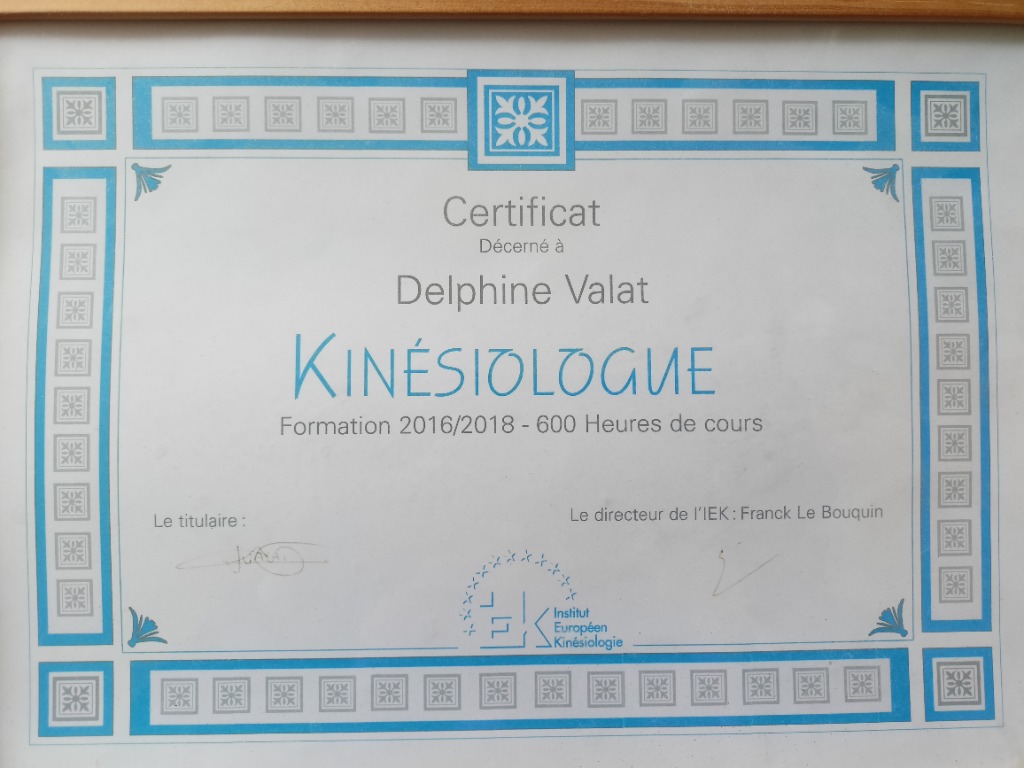 Certificat
Décerné à
Delphine Valat
KINÉSIOLOGUE
Formation 2016/2018 - 600 Heures de cours
Le titulaire :
Le directeur de l'IEK : Franck Le Bouquin
IEK
Institut
Européen
Kinésiologie